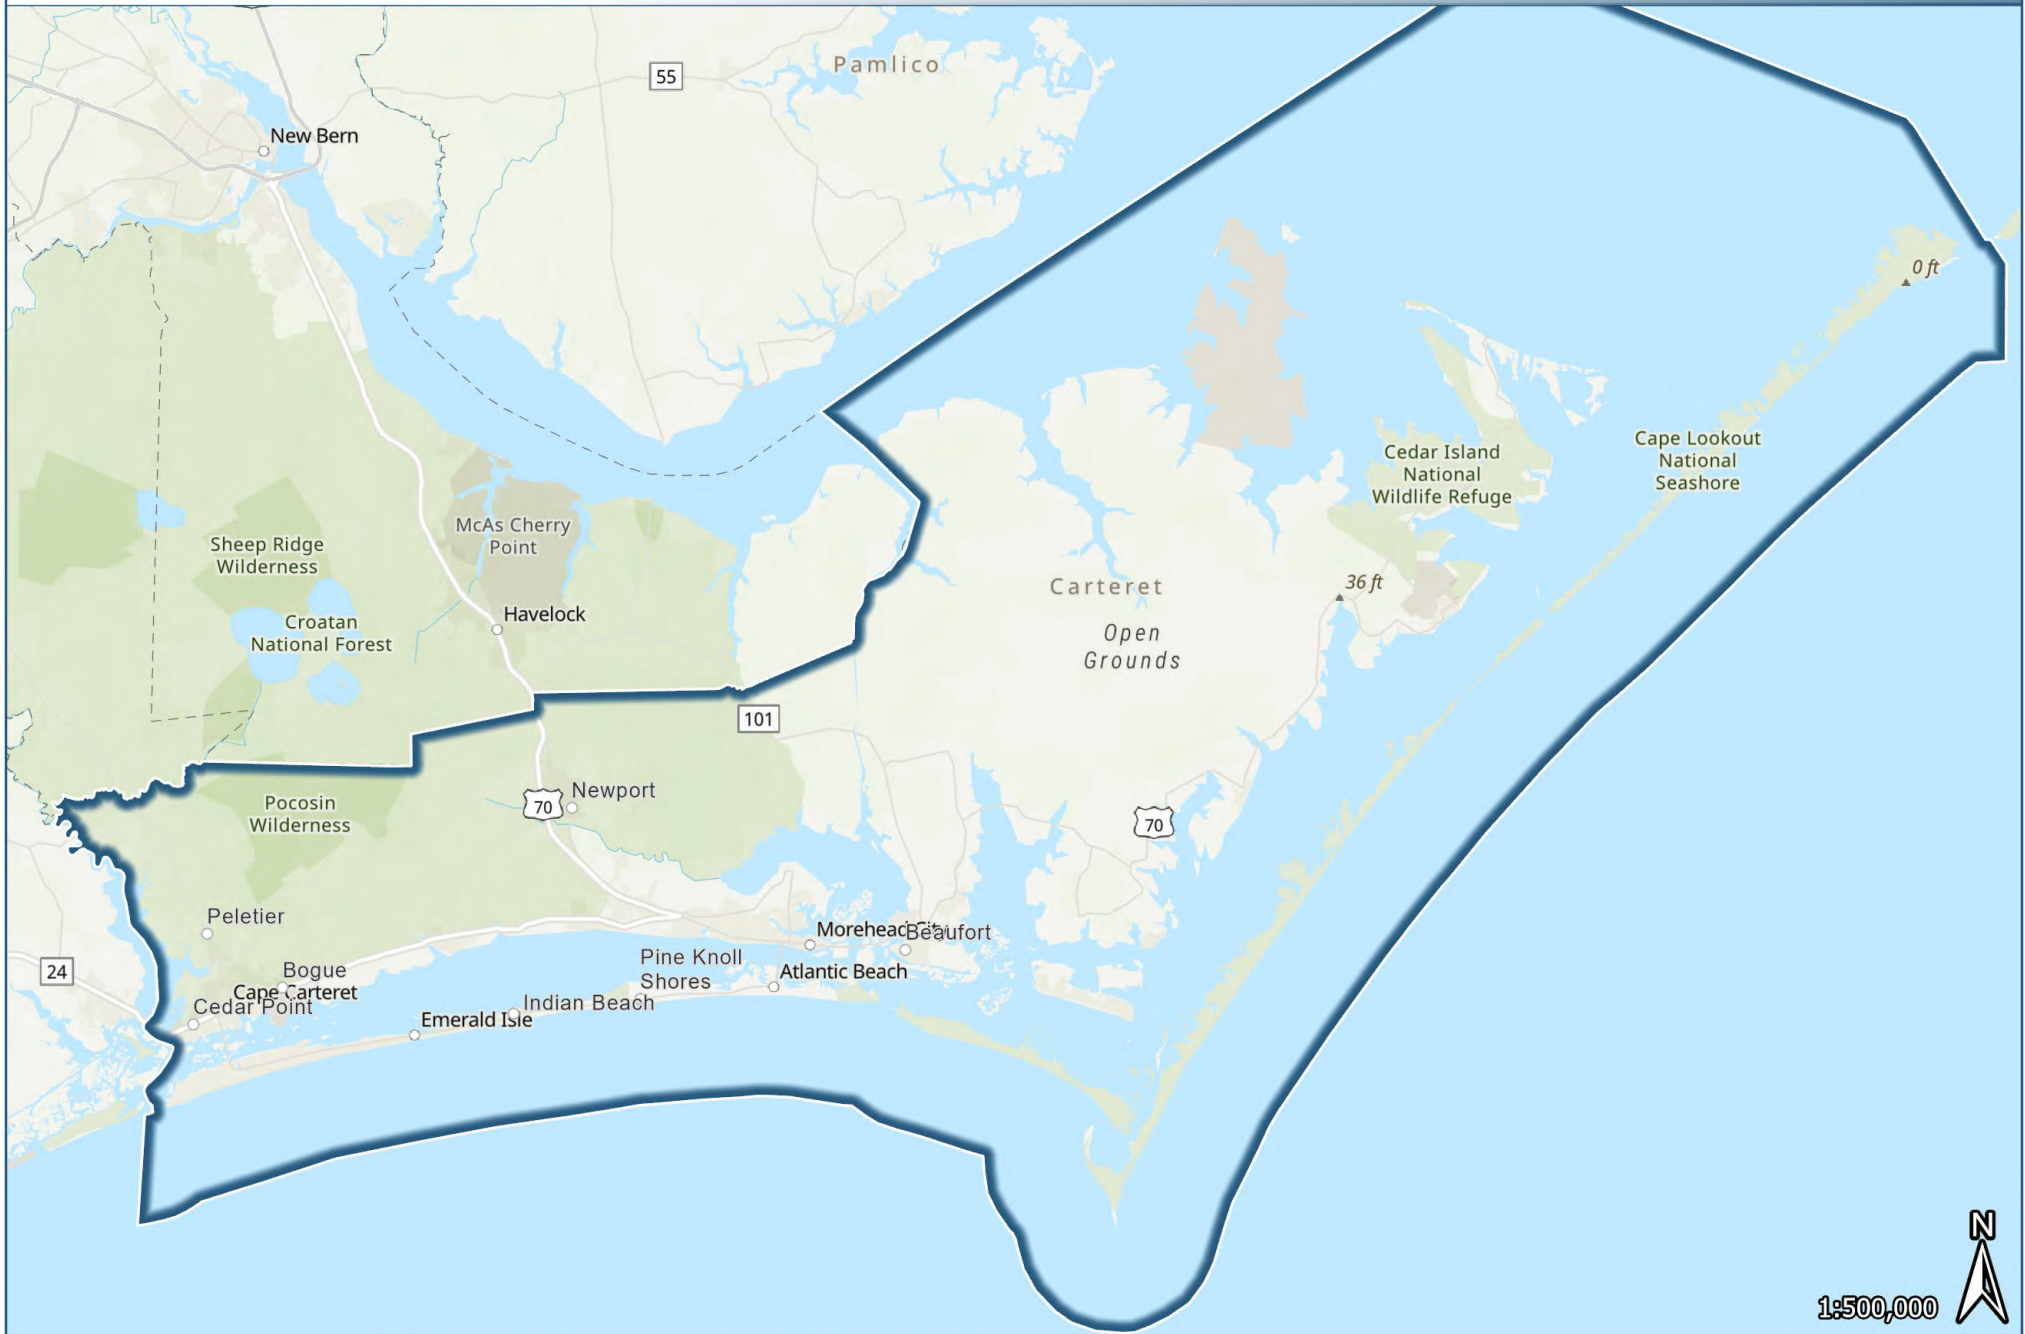 55
Pamlico
New Bern
0 ft
Cape Lookout
National
Seashore
Cedar Island
National
Wildlife Refuge
McAs Cherry
Point
Sheep Ridge
Wilderness
36 ft
Carteret
Havelock
Croatan
National Forest
Open
Grounds
101
Newport
70
Pocosin
Wilderness
70
Peletier
Morehead City
Beaufort
Pine Knoll
Shores
24
Bogue
Atlantic Beach
Cape Carteret
Cedar Point
Indian Beach
Emerald Isle
N
1:500,000